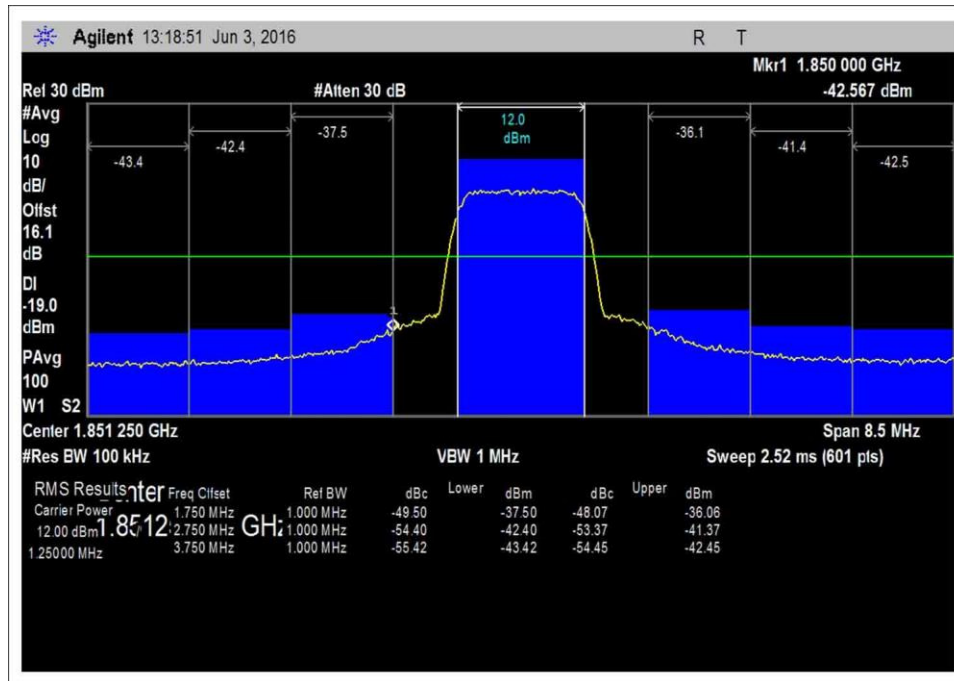 Agilent 13:18:51 Jun 3, 2016 R T
Mkr1 1.850 000 GHz
Ref 30 dBm #Atten 30 dB -42.567 dBm
#Avg
Log
10
dB/
Offst
16.1
dB
DI
-19.0
dBm
PAvg
100
W1 S2
-43.4 -42.4 -37.5 12.0 dBm -36.1 -41.4 -42.5
1
Center 1.851 250 GHz Span 8.5 MHz
#Res BW 100 kHz VBW 1 MHz Sweep 2.52 ms (601 pts)
RMS Results Freq Offset Ref BW dBc Lower dBm dBc Upper dBm
Carrier Power 1.750 MHz 1.000 MHz -49.50 -37.50 -48.07 -36.06
12.00 dBm / 2.750 MHz 1.000 MHz -54.40 -42.40 -53.37 -41.37
1.25000 MHz 3.750 MHz 1.000 MHz -55.42 -43.42 -54.45 -42.45